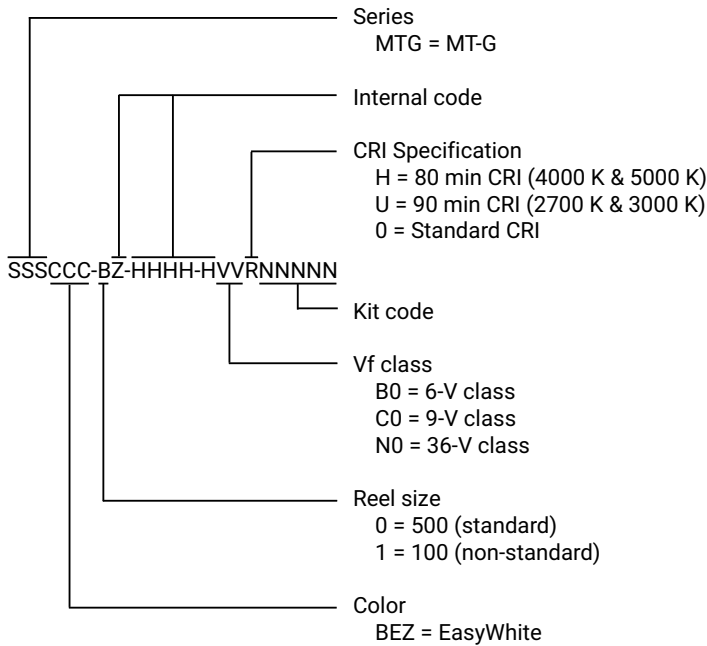 Series
MTG = MT-G
Internal code
CRI Specification
H = 80 min CRI (4000 K & 5000 K)
U = 90 min CRI (2700 K & 3000 K)
0 = Standard CRI
SSSCCC-BZ-HHHH-HVVRNNNNN
Kit code
Vf class
B0 = 6-V class
C0 = 9-V class
N0 = 36-V class
Reel size
0 = 500 (standard)
1 = 100 (non-standard)
Color
BEZ = EasyWhite